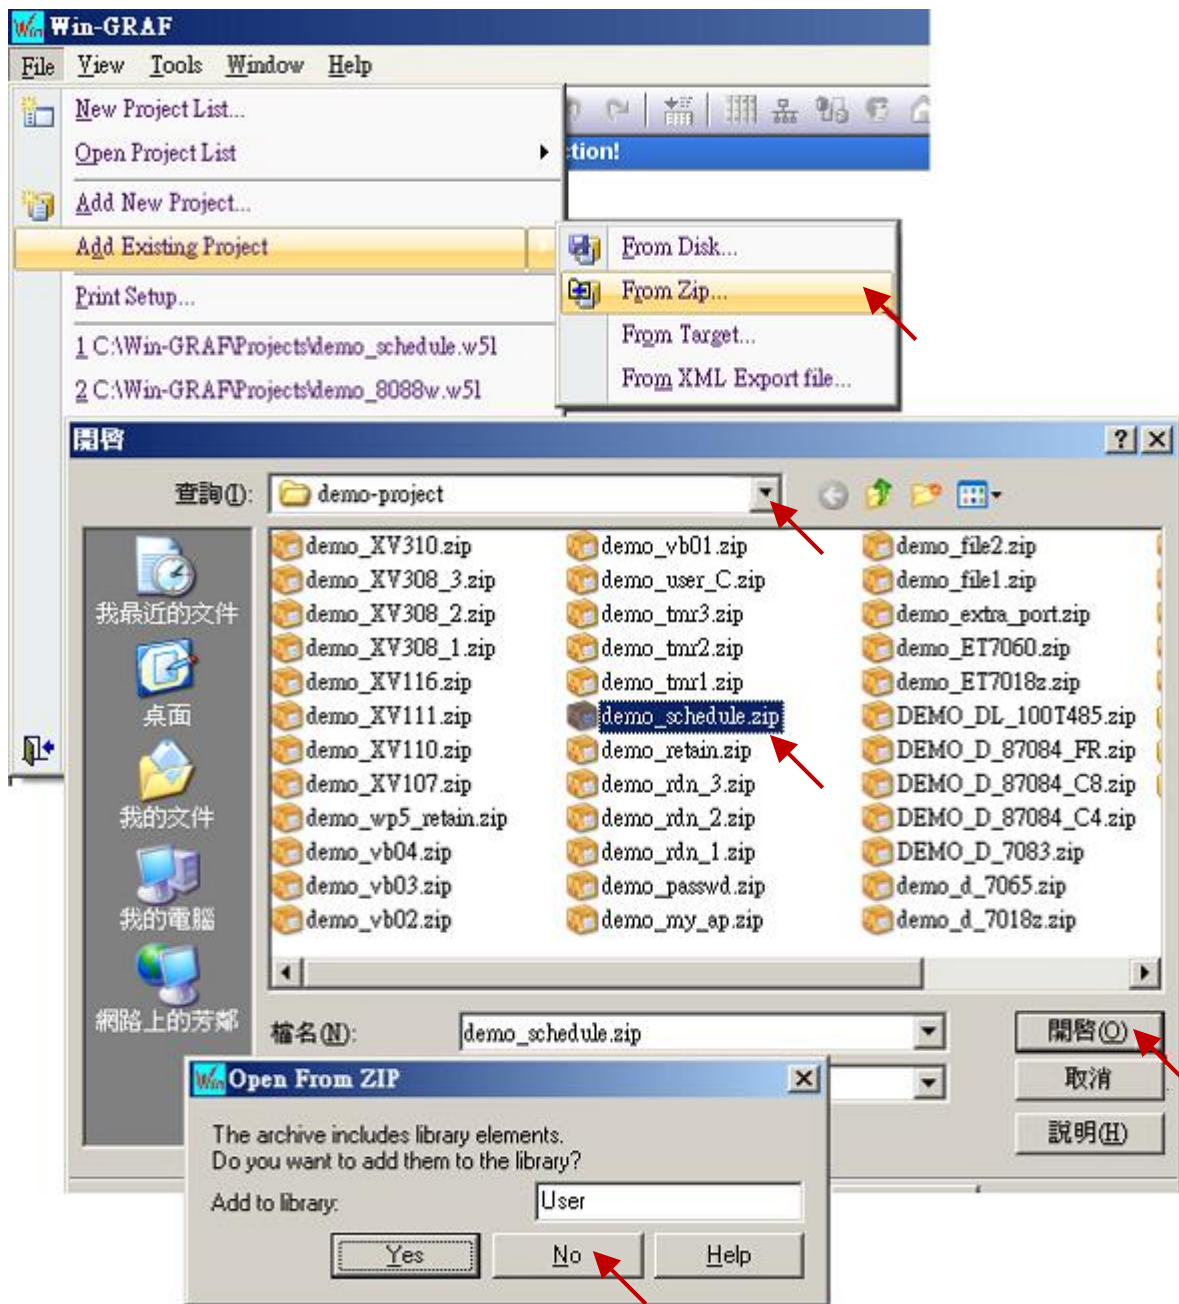 Win-GRAF
File View Tools Window Help
New Project List...
Open Project List
ction!
Add New Project...
Add Existing Project
From Disk...
From Zip...
Print Setup...
From Target...
1 C:\Win-GRAF\Projects\demo_schedule.w5l
From XML Export file...
2 C:\Win-GRAF\Projects\demo_8088w.w5l
開啓
查詢(I): demo-project
demo_XV310.zip demo_vb01.zip demo_file2.zip
demo_XV308_3.zip demo_user_C.zip demo_file1.zip
demo_XV308_2.zip demo_tmr3.zip demo_extra_port.zip
demo_XV308_1.zip demo_tmr2.zip demo_ET7060.zip
demo_XV116.zip demo_tmr1.zip demo_ET7018z.zip
demo_XV111.zip demo_schedule.zip DEMO_DL_100T485.zip
demo_XV110.zip demo_retain.zip DEMO_D_87084_FR.zip
demo_XV107.zip demo_rdn_3.zip DEMO_D_87084_C8.zip
demo_wp5_retain.zip demo_rdn_2.zip DEMO_D_87084_C4.zip
demo_vb04.zip demo_rdn_1.zip DEMO_D_7083.zip
demo_vb03.zip demo_passwd.zip demo_d_7065.zip
demo_vb02.zip demo_my_ap.zip demo_d_7018z.zip
我最近的文件
桌面
我的文件
我的電腦
網路上的芳鄰
檔名(N): demo_schedule.zip 開啓(O)
取消
說明(H)
Open From ZIP
The archive includes library elements.
Do you want to add them to the library?
Add to library: User
Yes No Help